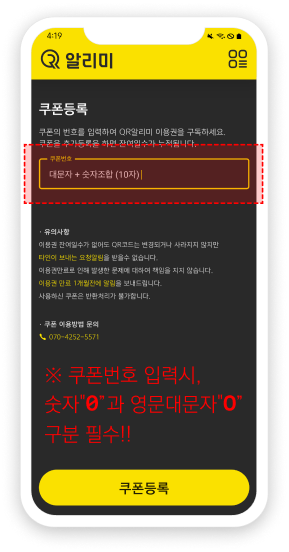 4:19
알리미
쿠폰등록
쿠폰의 번호를 입력하여 QR알리미 이용권을 구독하세요.
쿠폰을 추가등록을 하면 잔여일수가 누적됩니다.
쿠폰번호
대문자 + 숫자조합 (10자)
· 유의사항
이용권 잔여일수가 없어도 QR코드는 변경되거나 사라지지 않지만
타인이 보내는 요청알림을 받을수 없습니다.
이용권만료로 인해 발생한 문제에 대하여 책임을 지지 않습니다.
이용권 만료 1개월전에 알림을 보내드립니다.
사용하신 쿠폰은 반환처리가 불가합니다.
· 쿠폰 이용방법 문의
070-4252-5571
※ 쿠폰번호 입력시,
숫자"0"과 영문대문자"O"
구분 필수!!
쿠폰등록